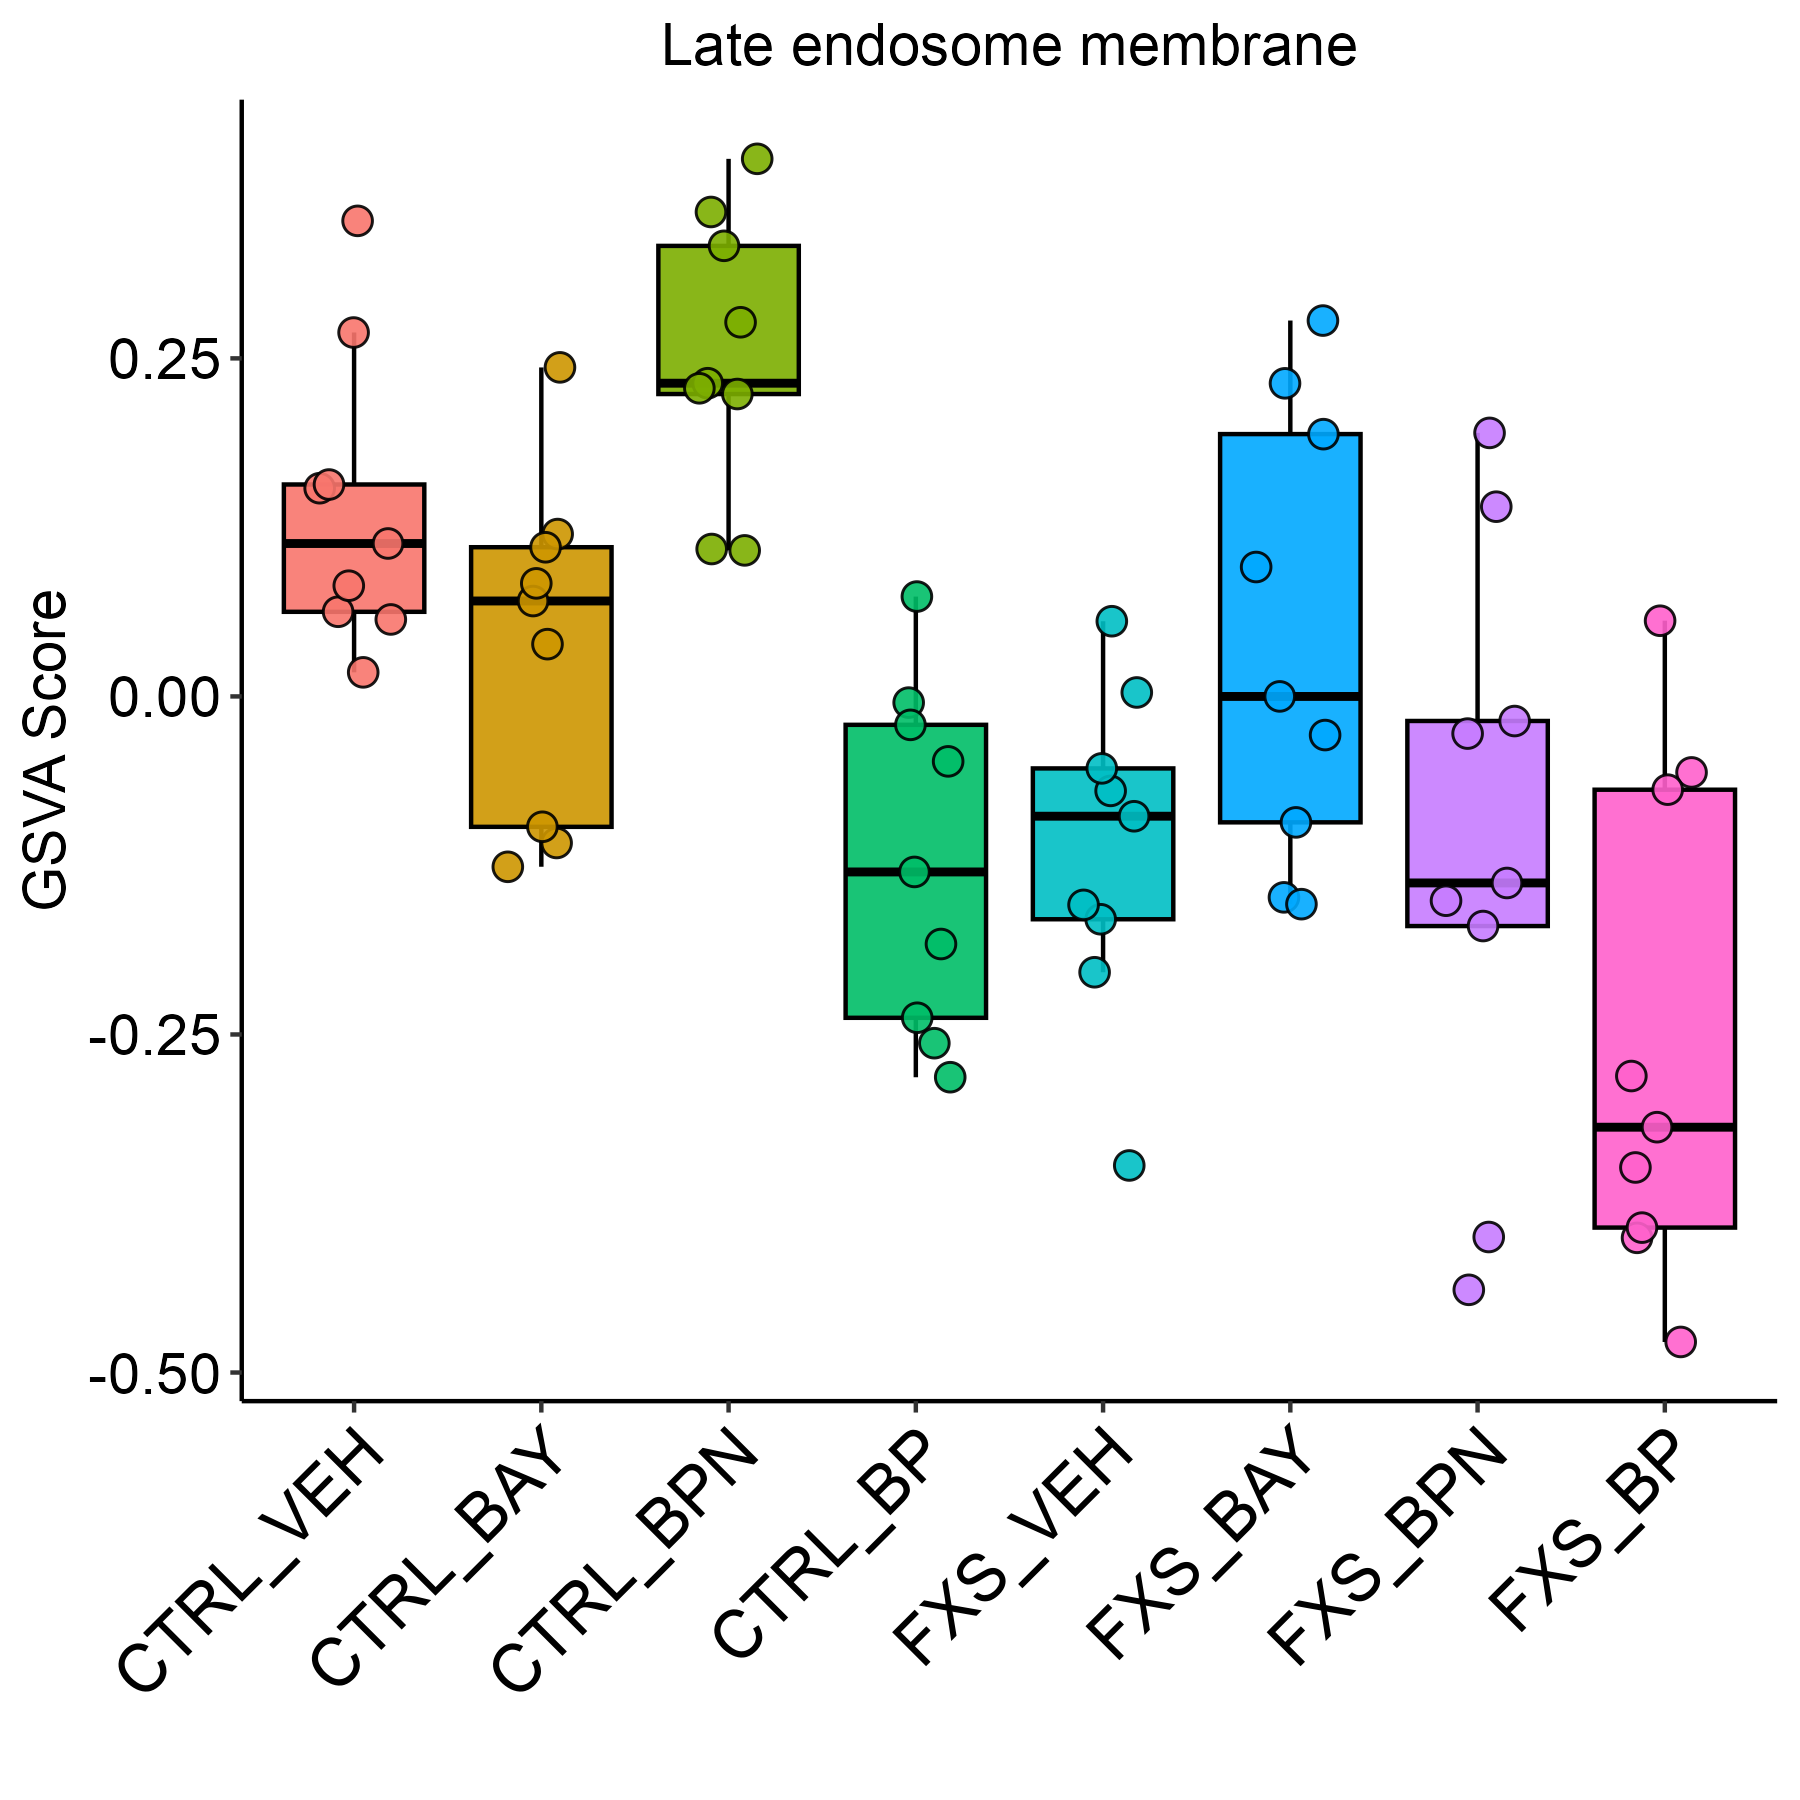 Late endosome membrane
GSVA Score
0.25
0.00
-0.25
-0.50
CTRL_VEH
CTRL_BAY
CTRL_BPN
CTRL_BP
FXS_VEH
FXS_BAY
FXS_BPN
FXS_BP